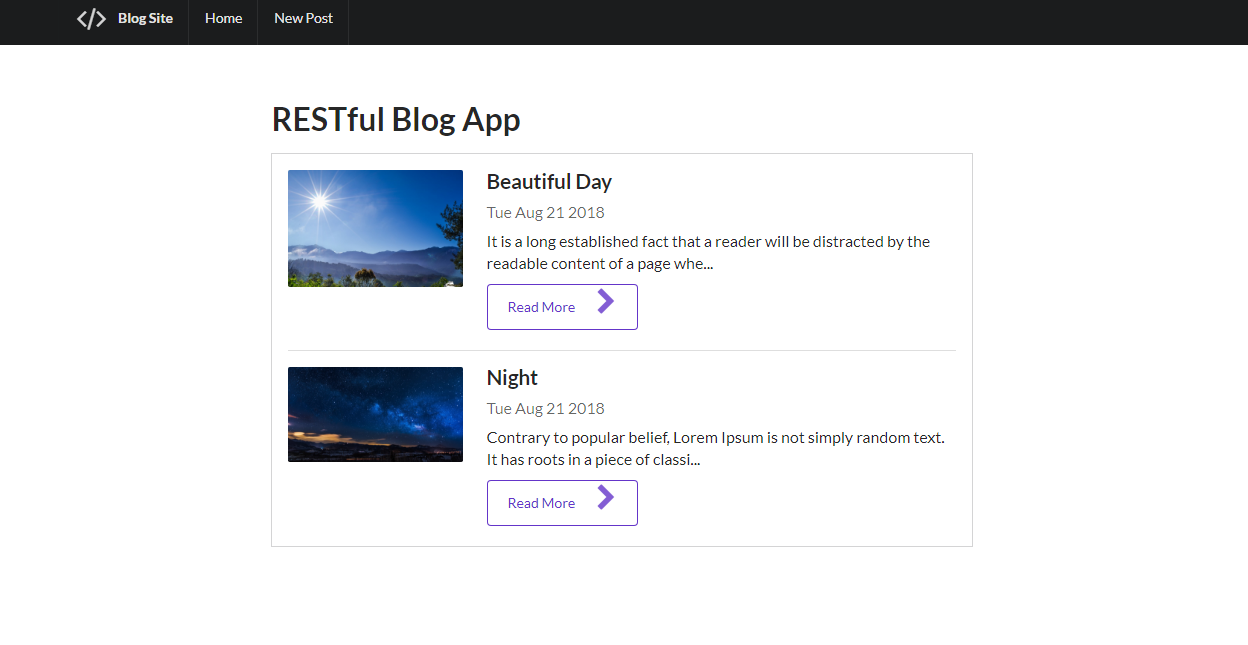 Blog Site
Home
New Post
RESTful Blog App
Beautiful Day
Tue Aug 21 2018
It is a long established fact that a reader will be distracted by the
readable content of a page whe...
Read More
Night
Tue Aug 21 2018
Contrary to popular belief, Lorem Ipsum is not simply random text.
It has roots in a piece of classi...
Read More